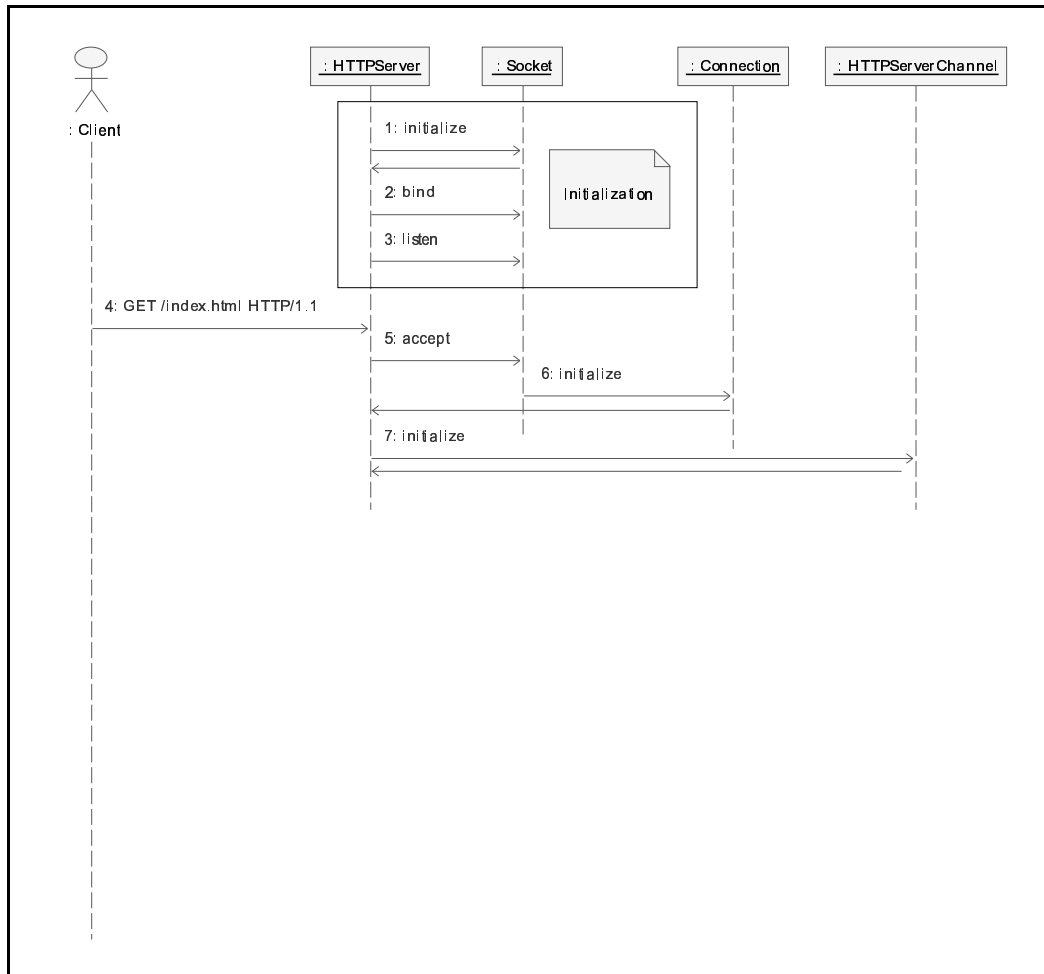 : HTTPServer
: Socket
: Connection
: HTTPServerChannel
: Client
1: initialize
Initialization
2: bind
3: listen
4: GET /index.html HTTP/1.1
5: accept
6: initialize
7: initialize